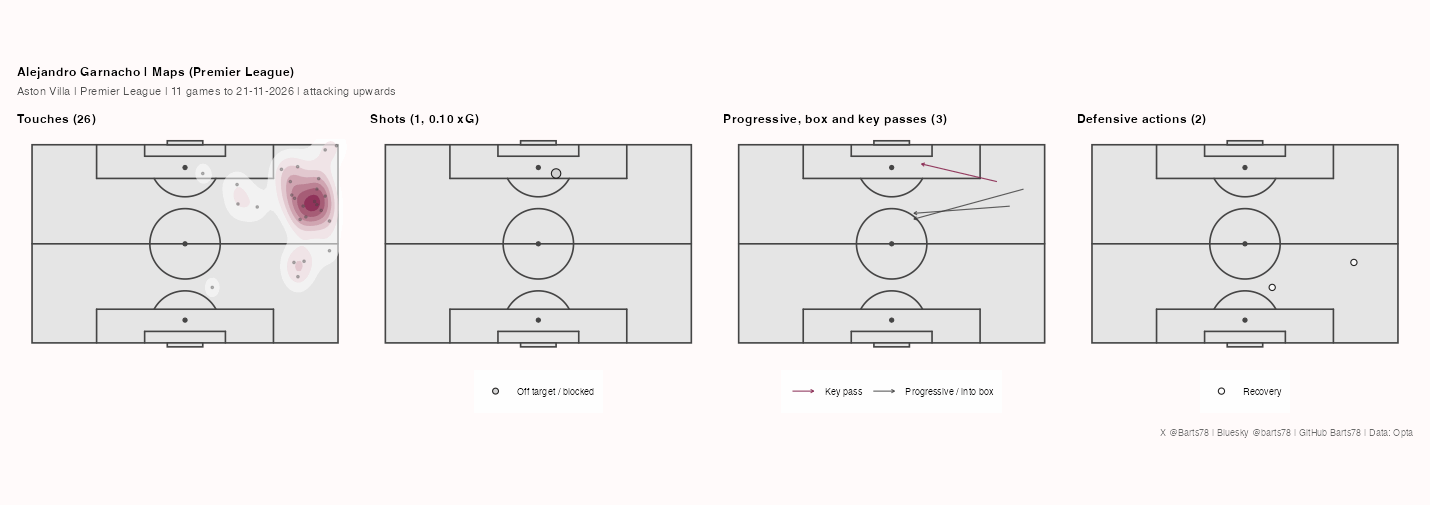 Alejandro Garnacho | Maps (Premier League)
Aston Villa | Premier League | 11 games to 21-11-2026 | attacking upwards
Touches (26)
Shots (1, 0.10 xG)
Progressive, box and key passes (3)
Defensive actions (2)
Off target / blocked
Key pass
Progressive / into box
Recovery
X @Barts78 | Bluesky @barts78 | GitHub Barts78 | Data: Opta